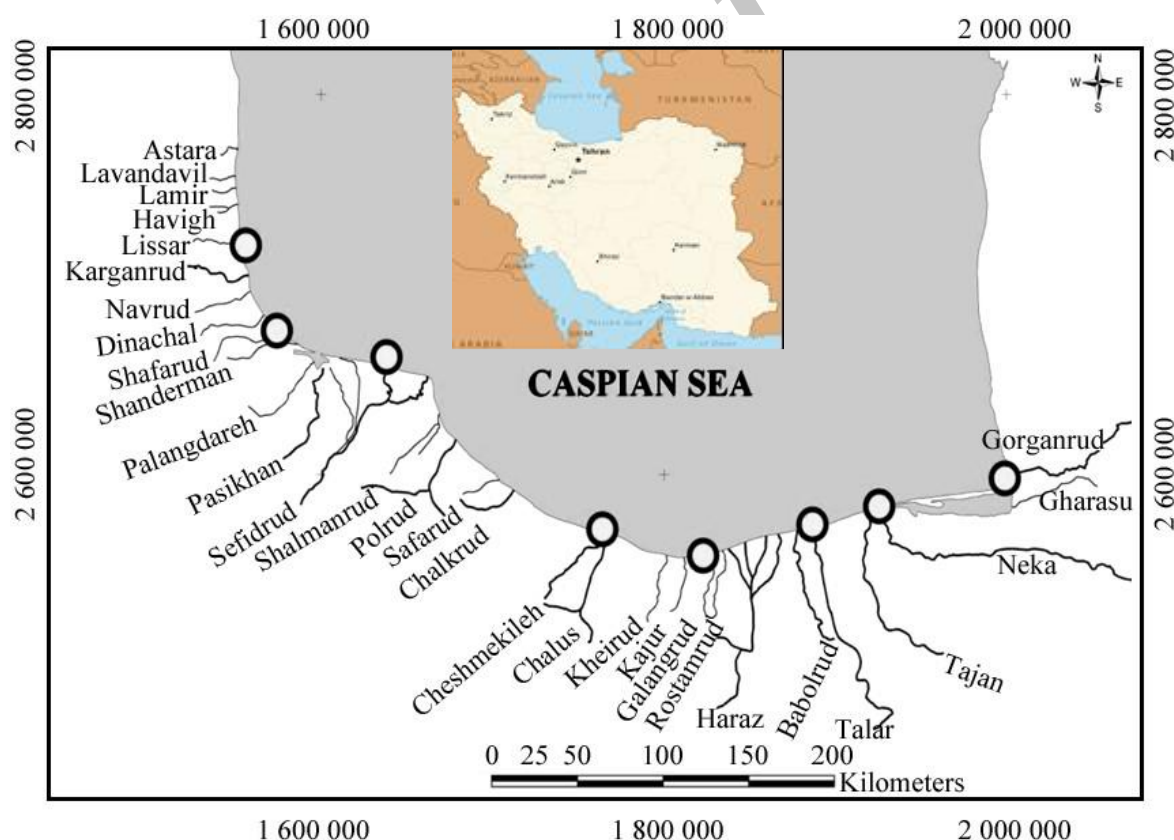 1 600 000
1 800 000
2 000 000
2 800 000
2 800 000
N
W
E
S
TURKMENISTAN
Tehran
Shiraz
Kerman
ARABIA
Astara
Lavandavil
Lamir
Havigh
Lissar
Karganrud
Navrud
Dinachal
Shafarud
Shanderman
CASPIAN SEA
Palangdareh
Pasikhan
Sefidrud
Shalmanrud
Polrud
Safarud
Chalkrud
2 600 000
2 600 000
Gorganrud
Gharasu
Neka
Cheshmekileh
Chalus
Kheirud
Kajur
Galangrud
Rostamrud
Haraz
Babolrud
Talar
Tajan
0 25 50 100 150 200
Kilometers
1 600 000
1 800 000
2 000 000